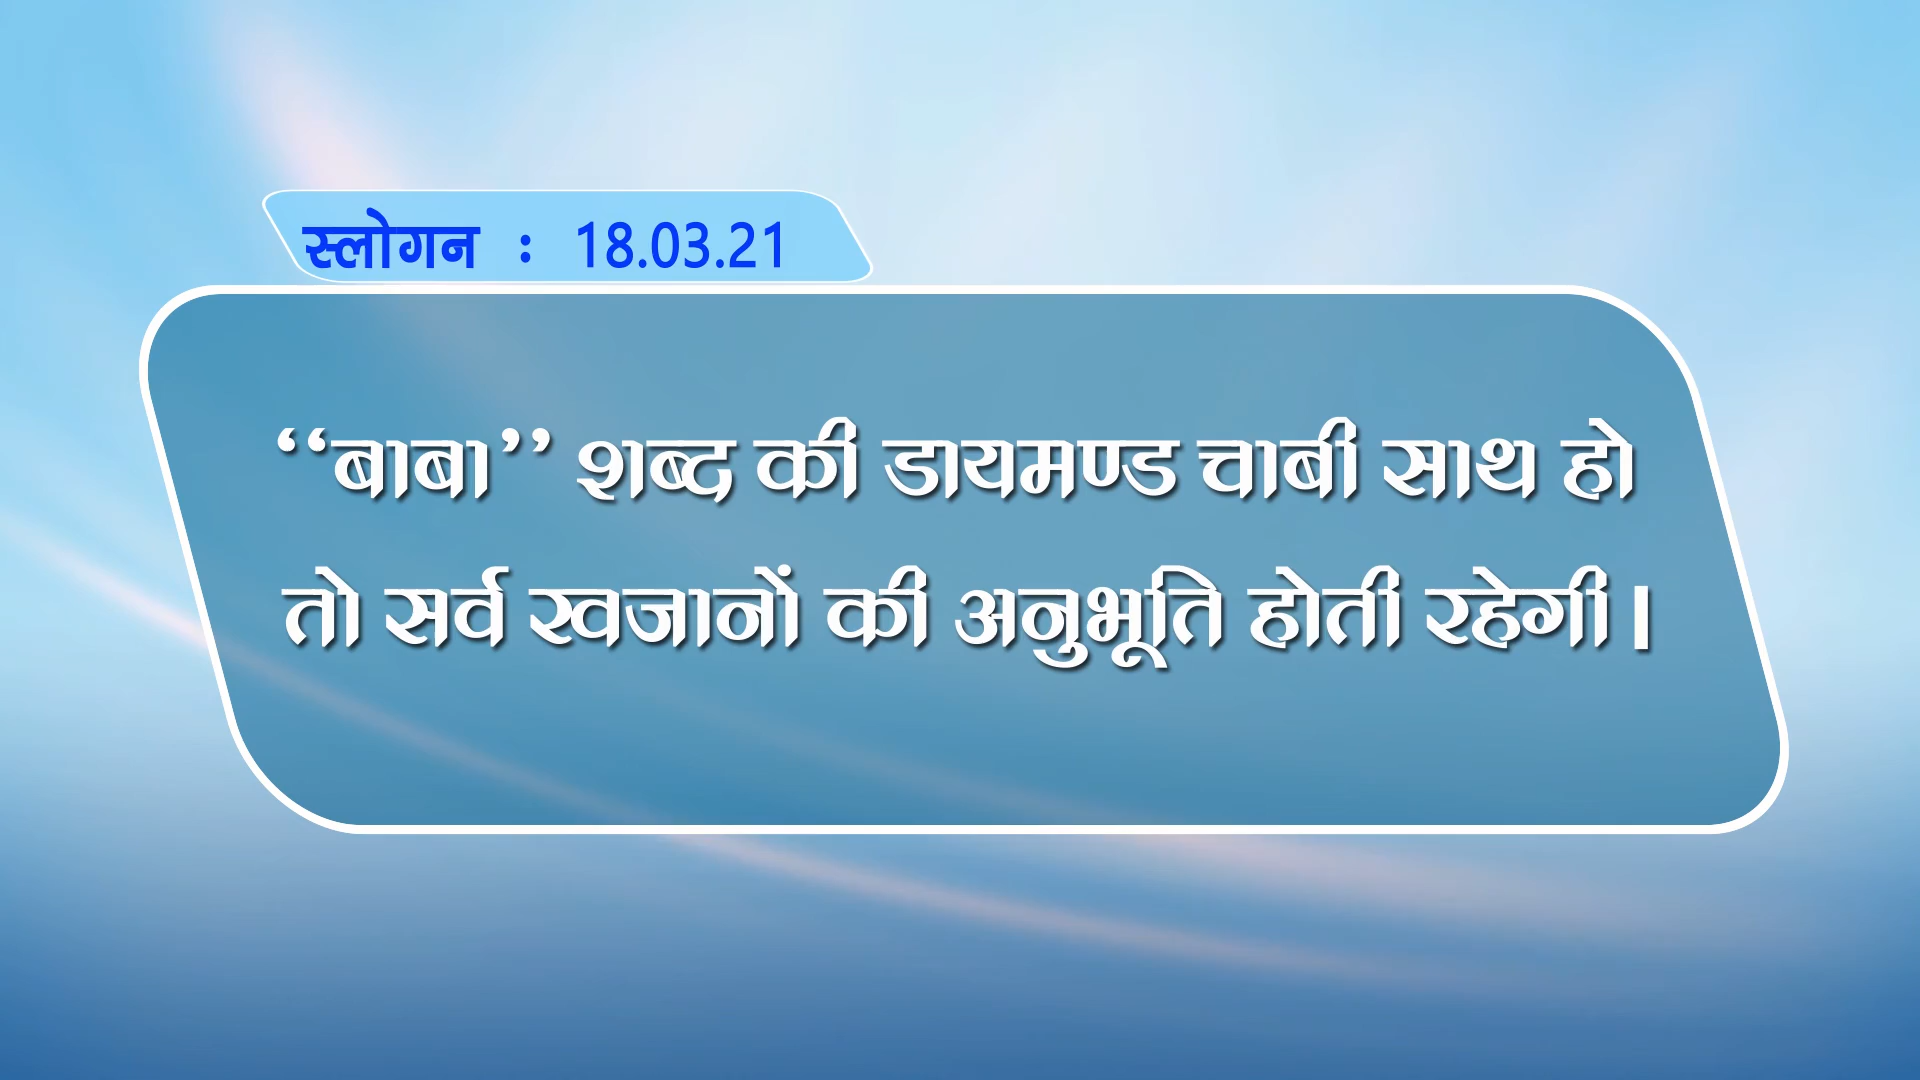 स्लोगन : 18.03.21
“बाबा” शब्द की डायमण्ड चाबी साथ हो
तो सर्व खजानों की अनुभूति होती रहेगी।